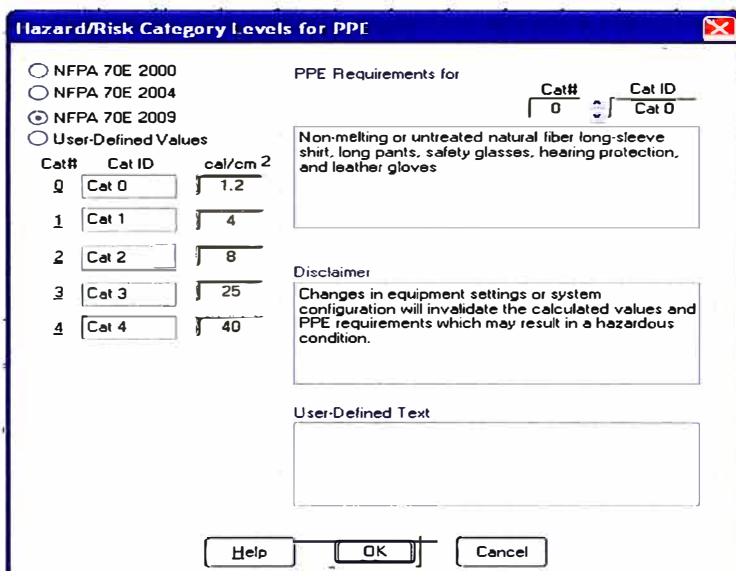 Hazard/Risk Category Levels for PPE
NFPA 70E 2000
NFPA 70E 2004
NFPA 70E 2009
User-Defined Values
Cat# Cat ID cal/cm 2
0 Cat 0 1.2
1 Cat 1 4
2 Cat 2 8
3 Cat 3 25
4 Cat 4 40
PPE Requirements for
Cat# Cat ID
0 Cat 0
Non-melting or untreated natural fiber long-sleeve
shirt, long pants, safety glasses, hearing protection,
and leather gloves
Disclaimer
Changes in equipment settings or system
configuration will invalidate the calculated values and
PPE requirements which may result in a hazardous
condition.
User-Defined Text
Help OK Cancel